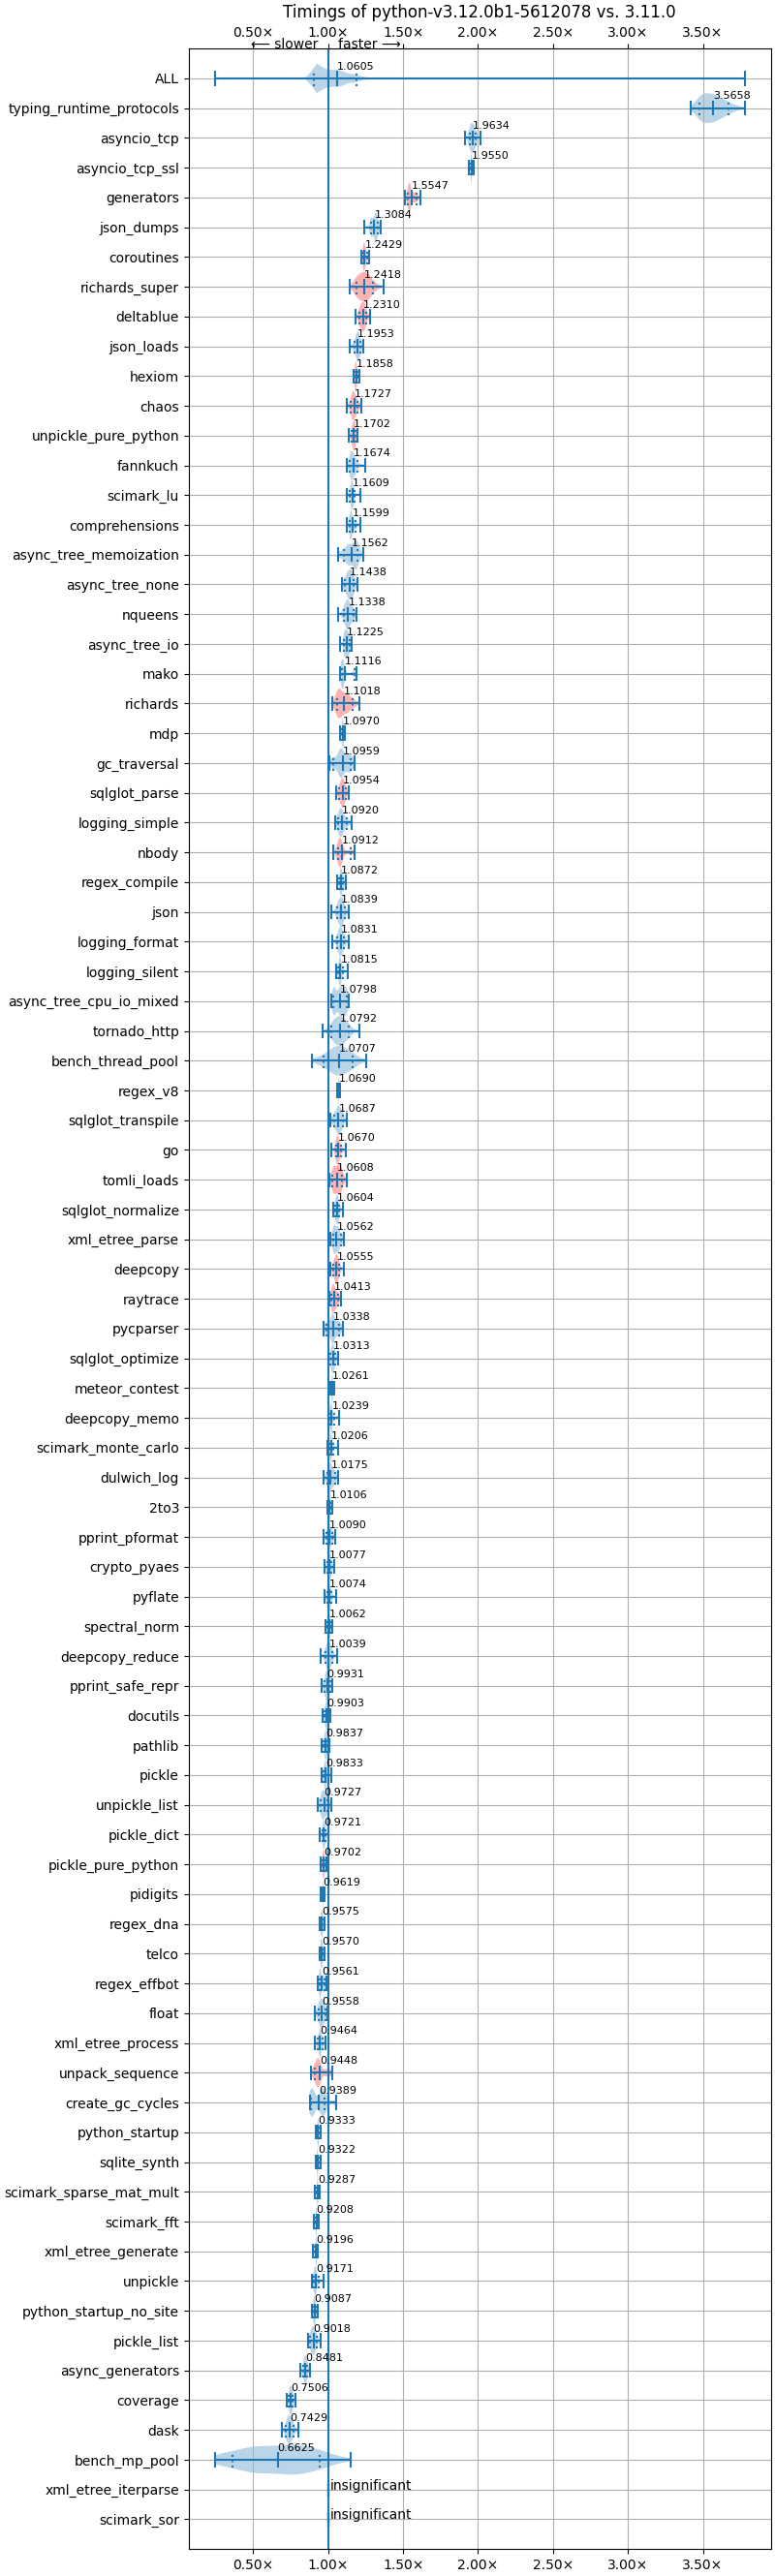 Timings of python-v3.12.0b1-5612078 vs. 3.11.0
0.50× 1.00× 1.50× 2.00× 2.50× 3.00× 3.50×
⟵ slower faster ⟶
ALL 1.0605
typing_runtime_protocols 3.5658
asyncio_tcp 1.9634
asyncio_tcp_ssl 1.9550
generators 1.5547
json_dumps 1.3084
coroutines 1.2429
richards_super 1.2418
deltablue 1.2310
json_loads 1.1953
hexiom 1.1858
chaos 1.1727
unpickle_pure_python 1.1702
fannkuch 1.1674
scimark_lu 1.1609
comprehensions 1.1599
async_tree_memoization 1.1562
async_tree_none 1.1438
nqueens 1.1338
async_tree_io 1.1225
mako 1.1116
richards 1.1018
mdp 1.0970
gc_traversal 1.0959
sqlglot_parse 1.0954
logging_simple 1.0920
nbody 1.0912
regex_compile 1.0872
json 1.0839
logging_format 1.0831
logging_silent 1.0815
async_tree_cpu_io_mixed 1.0798
tornado_http 1.0792
bench_thread_pool 1.0707
regex_v8 1.0690
sqlglot_transpile 1.0687
go 1.0670
tomli_loads 1.0608
sqlglot_normalize 1.0604
xml_etree_parse 1.0562
deepcopy 1.0555
raytrace 1.0413
pycparser 1.0338
sqlglot_optimize 1.0313
meteor_contest 1.0261
deepcopy_memo 1.0239
scimark_monte_carlo 1.0206
dulwich_log 1.0175
2to3 1.0106
pprint_pformat 1.0090
crypto_pyaes 1.0077
pyflate 1.0074
spectral_norm 1.0062
deepcopy_reduce 1.0039
pprint_safe_repr 0.9931
docutils 0.9903
pathlib 0.9837
pickle 0.9833
unpickle_list 0.9727
pickle_dict 0.9721
pickle_pure_python 0.9702
pidigits 0.9619
regex_dna 0.9575
telco 0.9570
regex_effbot 0.9561
float 0.9558
xml_etree_process 0.9464
unpack_sequence 0.9448
create_gc_cycles 0.9389
python_startup 0.9333
sqlite_synth 0.9322
scimark_sparse_mat_mult 0.9287
scimark_fft 0.9208
xml_etree_generate 0.9196
unpickle 0.9171
python_startup_no_site 0.9087
pickle_list 0.9018
async_generators 0.8481
coverage 0.7506
dask 0.7429
bench_mp_pool 0.6625
xml_etree_iterparse insignificant
scimark_sor insignificant
0.50× 1.00× 1.50× 2.00× 2.50× 3.00× 3.50×